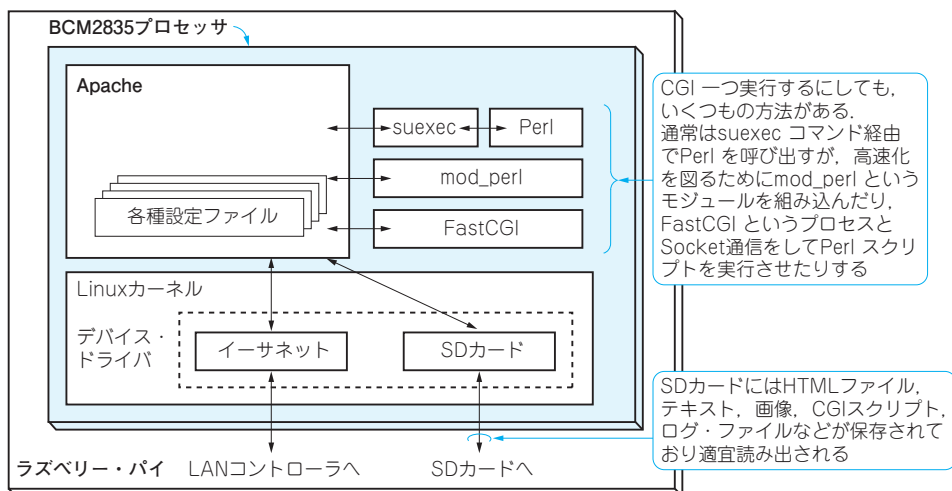 BCM2835プロセッサ
Apache
suexec
Perl
mod_perl
各種設定ファイル
FastCGI
CGI 一つ実行するにしても，
いくつもの方法がある．
通常はsuexec コマンド経由
でPerl を呼び出すが，高速化
を図るためにmod_perl という
モジュールを組み込んだり，
FastCGI というプロセスと
Socket通信をしてPerl スクリ
プトを実行させたりする
Linuxカーネル
デバイス・
ドライバ
イーサネット
SDカード
SDカードにはHTMLファイル，
テキスト，画像，CGIスクリプト，
ログ・ファイルなどが保存されて
おり適宜読み出される
ラズベリー・パイ
LANコントローラへ
SDカードへ